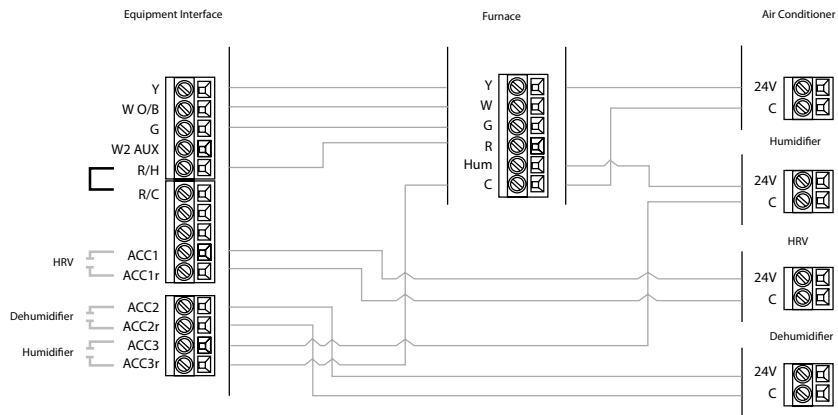 Equipment Interface
Furnace
Air Conditioner
Y
W O/B
G
W2 AUX
R/H
R/C
ACC1
ACC1r
ACC2
ACC2r
ACC3
ACC3r
HRV
Dehumidifier
Humidifier
Y
W
G
R
Hum
C
24V
C
Humidifier
24V
C
HRV
24V
C
Dehumidifier
24V
C